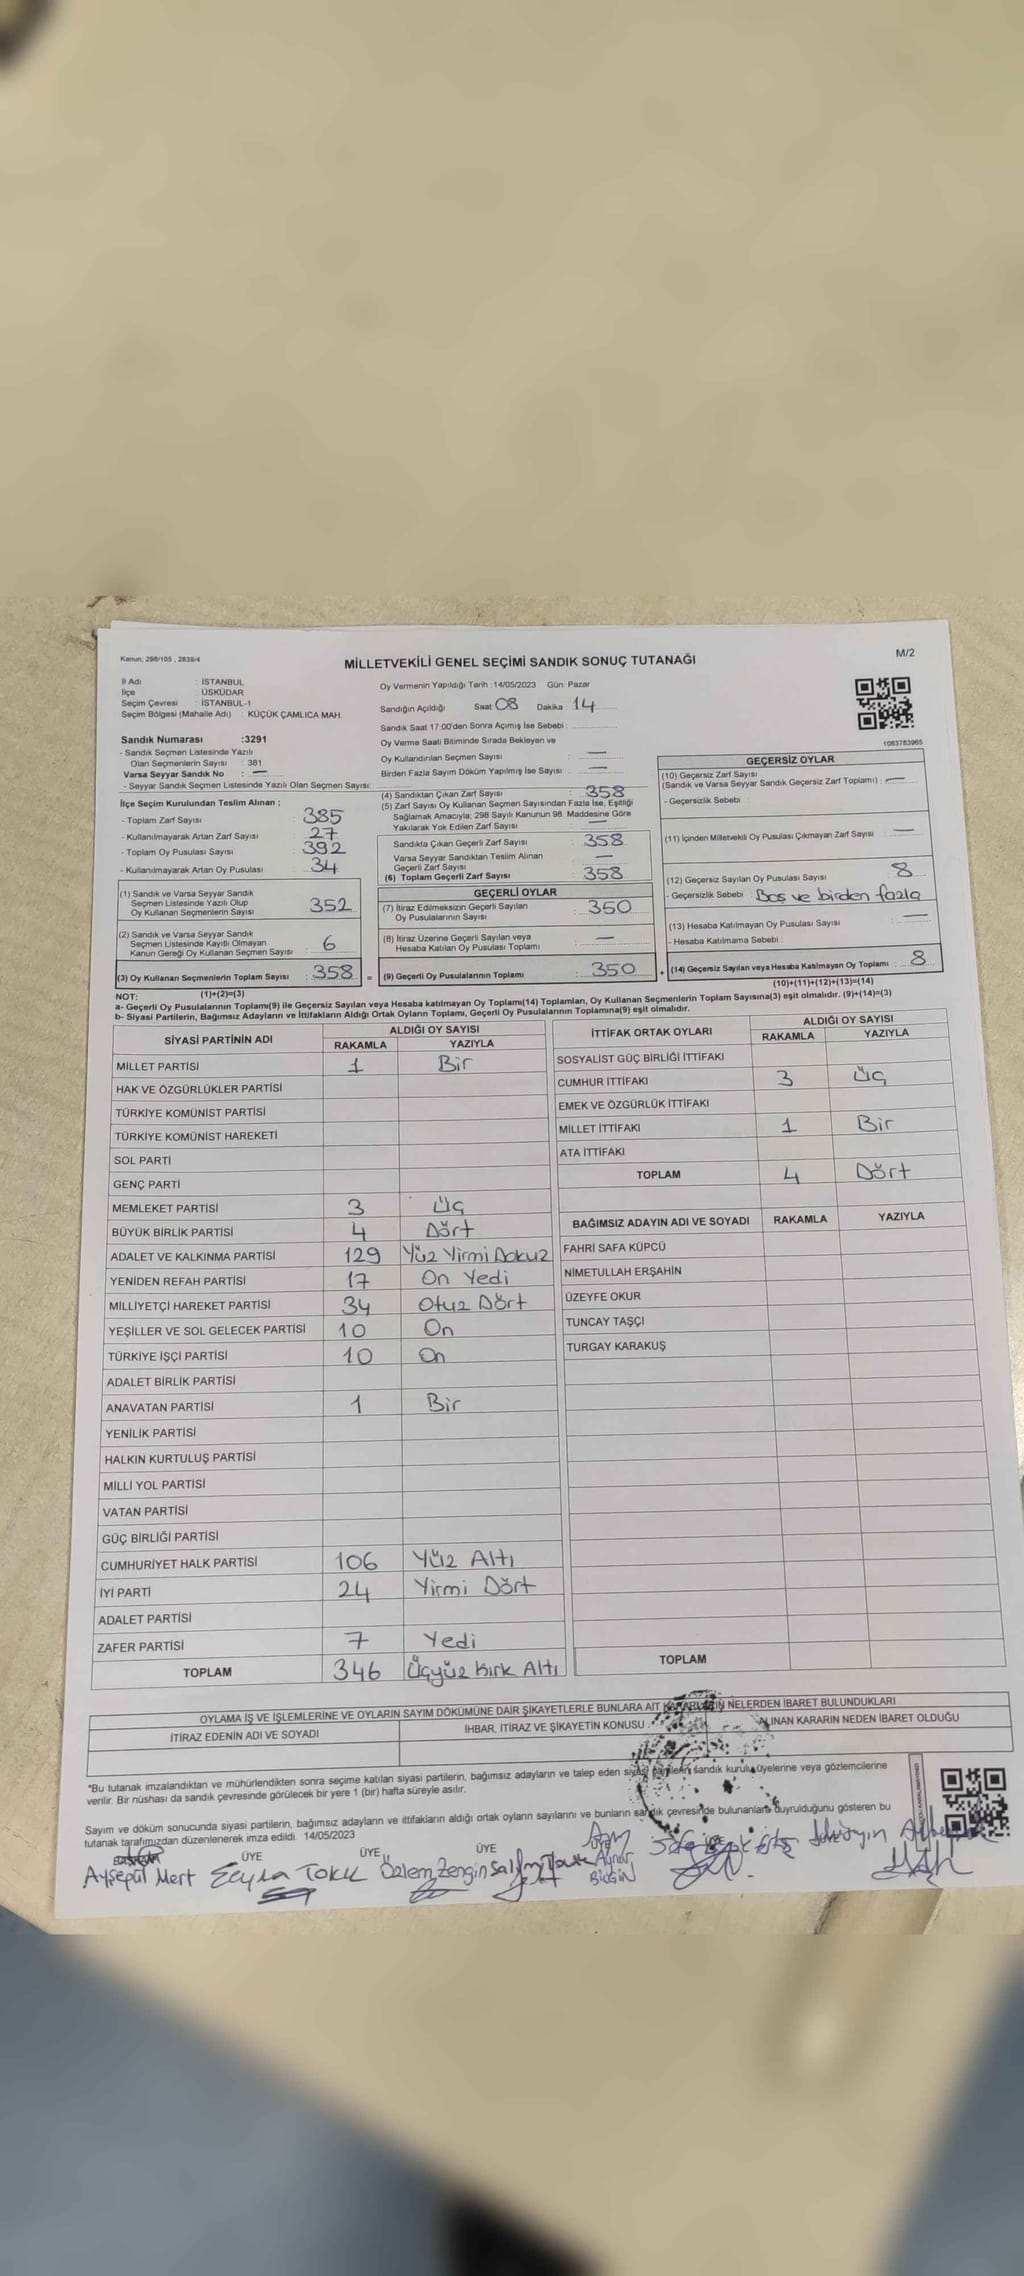 Kanun; 298/105 , 2839/4
MİLLETVEKİLİ GENEL SEÇİMİ SANDIK SONUÇ TUTANAĞI
M/2
İl Adı : İSTANBUL
İlçe : ÜSKÜDAR
Seçim Çevresi : İSTANBUL-1
Seçim Bölgesi (Mahalle Adı) : KÜÇÜK ÇAMLICA MAH.
Sandık Numarası :3291
- Sandık Seçmen Listesinde Yazılı
Olan Seçmenlerin Sayısı : 381
Varsa Seyyar Sandık No : —
- Seyyar Sandık Seçmen Listesinde Yazılı Olan Seçmen Sayısı:
İlçe Seçim Kurulundan Teslim Alınan ;
- Toplam Zarf Sayısı : 385
- Kullanılmayarak Artan Zarf Sayısı : 27
- Toplam Oy Pusulası Sayısı : 392
- Kullanılmayarak Artan Oy Pusulası : 34
(1) Sandık ve Varsa Seyyar Sandık
Seçmen Listesinde Yazılı Olup
Oy Kullanan Seçmenlerin Sayısı : 352
(2) Sandık ve Varsa Seyyar Sandık
Seçmen Listesinde Kayıtlı Olmayan
Kanun Gereği Oy Kullanan Seçmen Sayısı : 6
(3) Oy Kullanan Seçmenlerin Toplam Sayısı : 358
(1)+(2)=(3)
Oy Vermenin Yapıldığı Tarih :14/05/2023 Gün: Pazar
Sandığın Açıldığı Saat 08 Dakika 14
Sandık Saat 17:00'den Sonra Açımış İse Sebebi :
Oy Verme Saati Bitiminde Sırada Bekleyen ve
Oy Kullandırılan Seçmen Sayısı : —
Birden Fazla Sayım Döküm Yapılmış İse Sayısı : —
(4) Sandıktan Çıkan Zarf Sayısı : 358
(5) Zarf Sayısı Oy Kullanan Seçmen Sayısından Fazla İse, Eşitliği
Sağlamak Amacıyla; 298 Sayılı Kanunun 98. Maddesine Göre
Yakılarak Yok Edilen Zarf Sayısı : —
Sandıkta Çıkan Geçerli Zarf Sayısı : 358
Varsa Seyyar Sandıktan Teslim Alınan
Geçerli Zarf Sayısı : —
(6) Toplam Geçerli Zarf Sayısı : 358
GEÇERLİ OYLAR
(7) İtiraz Edilmeksizin Geçerli Sayılan
Oy Pusulalarının Sayısı : 350
(8) İtiraz Üzerine Geçerli Sayılan veya
Hesaba Katılan Oy Pusulası Toplamı : —
= (9) Geçerli Oy Pusulalarının Toplamı : 350
1083783965
GEÇERSİZ OYLAR
(10) Geçersiz Zarf Sayısı
(Sandık ve Varsa Seyyar Sandık Geçersiz Zarf Toplamı) : —
- Geçersizlik Sebebi :
(11) İçinden Milletvekili Oy Pusulası Çıkmayan Zarf Sayısı : —
(12) Geçersiz Sayılan Oy Pusulası Sayısı : 8
- Geçersizlik Sebebi : Boş ve birden fazla
(13) Hesaba Katılmayan Oy Pusulası Sayısı : —
- Hesaba Katılmama Sebebi :
+ (14) Geçersiz Sayılan veya Hesaba Katılmayan Oy Toplamı : 8
(10)+(11)+(12)+(13)=(14)
NOT:
a- Geçerli Oy Pusulalarının Toplamı(9) ile Geçersiz Sayılan veya Hesaba katılmayan Oy Toplamı(14) Toplamları, Oy Kullanan Seçmenlerin Toplam Sayısına(3) eşit olmalıdır. (9)+(14)=(3)
b- Siyasi Partilerin, Bağımsız Adayların ve İttifakların Aldığı Ortak Oyların Toplamı, Geçerli Oy Pusulalarının Toplamına(9) eşit olmalıdır.
SİYASİ PARTİNİN ADI ALDIĞI OY SAYISI
RAKAMLA YAZIYLA
MİLLET PARTİSİ 1 Bir
HAK VE ÖZGÜRLÜKLER PARTİSİ
TÜRKİYE KOMÜNİST PARTİSİ
TÜRKİYE KOMÜNİST HAREKETİ
SOL PARTİ
GENÇ PARTİ
MEMLEKET PARTİSİ 3 Üç
BÜYÜK BİRLİK PARTİSİ 4 Dört
ADALET VE KALKINMA PARTİSİ 129 Yüz Yirmi Dokuz
YENİDEN REFAH PARTİSİ 17 On Yedi
MİLLİYETÇİ HAREKET PARTİSİ 34 Otuz Dört
YEŞİLLER VE SOL GELECEK PARTİSİ 10 On
TÜRKİYE İŞÇİ PARTİSİ 10 On
ADALET BİRLİK PARTİSİ
ANAVATAN PARTİSİ 1 Bir
YENİLİK PARTİSİ
HALKIN KURTULUŞ PARTİSİ
MİLLİ YOL PARTİSİ
VATAN PARTİSİ
GÜÇ BİRLİĞİ PARTİSİ
CUMHURİYET HALK PARTİSİ 106 Yüz Altı
İYİ PARTİ 24 Yirmi Dört
ADALET PARTİSİ
ZAFER PARTİSİ 7 Yedi
TOPLAM 346 Üçyüz Kırk Altı
İTTİFAK ORTAK OYLARI ALDIĞI OY SAYISI
RAKAMLA YAZIYLA
SOSYALİST GÜÇ BİRLİĞİ İTTİFAKI
CUMHUR İTTİFAKI 3 Üç
EMEK VE ÖZGÜRLÜK İTTİFAKI
MİLLET İTTİFAKI 1 Bir
ATA İTTİFAKI
TOPLAM 4 Dört
BAĞIMSIZ ADAYIN ADI VE SOYADI RAKAMLA YAZIYLA
FAHRİ SAFA KÜPCÜ
NİMETULLAH ERŞAHİN
ÜZEYFE OKUR
TUNCAY TAŞÇI
TURGAY KARAKUŞ
TOPLAM
OYLAMA İŞ VE İŞLEMLERİNE VE OYLARIN SAYIM DÖKÜMÜNE DAİR ŞİKAYETLERLE BUNLARA AİT KARARLARIN NELERDEN İBARET BULUNDUKLARI
İTİRAZ EDENİN ADI VE SOYADI İHBAR, İTİRAZ VE ŞİKAYETİN KONUSU ALINAN KARARIN NEDEN İBARET OLDUĞU
*Bu tutanak imzalandıktan ve mühürlendikten sonra seçime katılan siyasi partilerin, bağımsız adayların ve talep eden siyasi partilerin sandık kurulu üyelerine veya gözlemcilerine
verilir. Bir nüshası da sandık çevresinde görülecek bir yere 1 (bir) hafta süreyle asılır.
Sayım ve döküm sonucunda siyasi partilerin, bağımsız adayların ve ittifakların aldığı ortak oyların sayılarını ve bunların sandık çevresinde bulunanlara duyrulduğunu gösteren bu
tutanak tarafımızdan düzenlenerek imza edildi. 14/05/2023
BAŞKAN ÜYE ÜYE ÜYE ÜYE
Ayşegül Mert Tokil Özlem Zengin Aynur
Bilgin